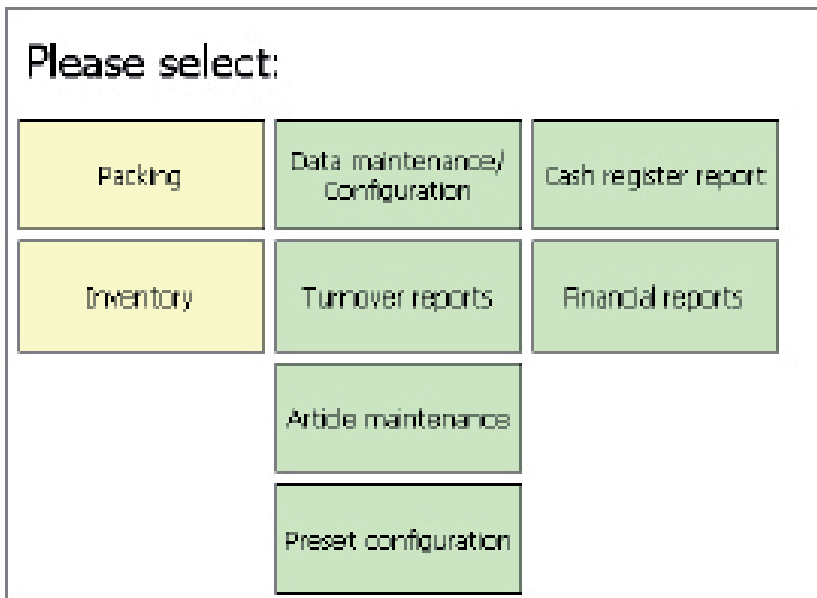 Please select:
Packing
Data maintenance/
Configuration
Cash register report
Inventory
Turnover reports
Financial reports
Article maintenance
Preset configuration